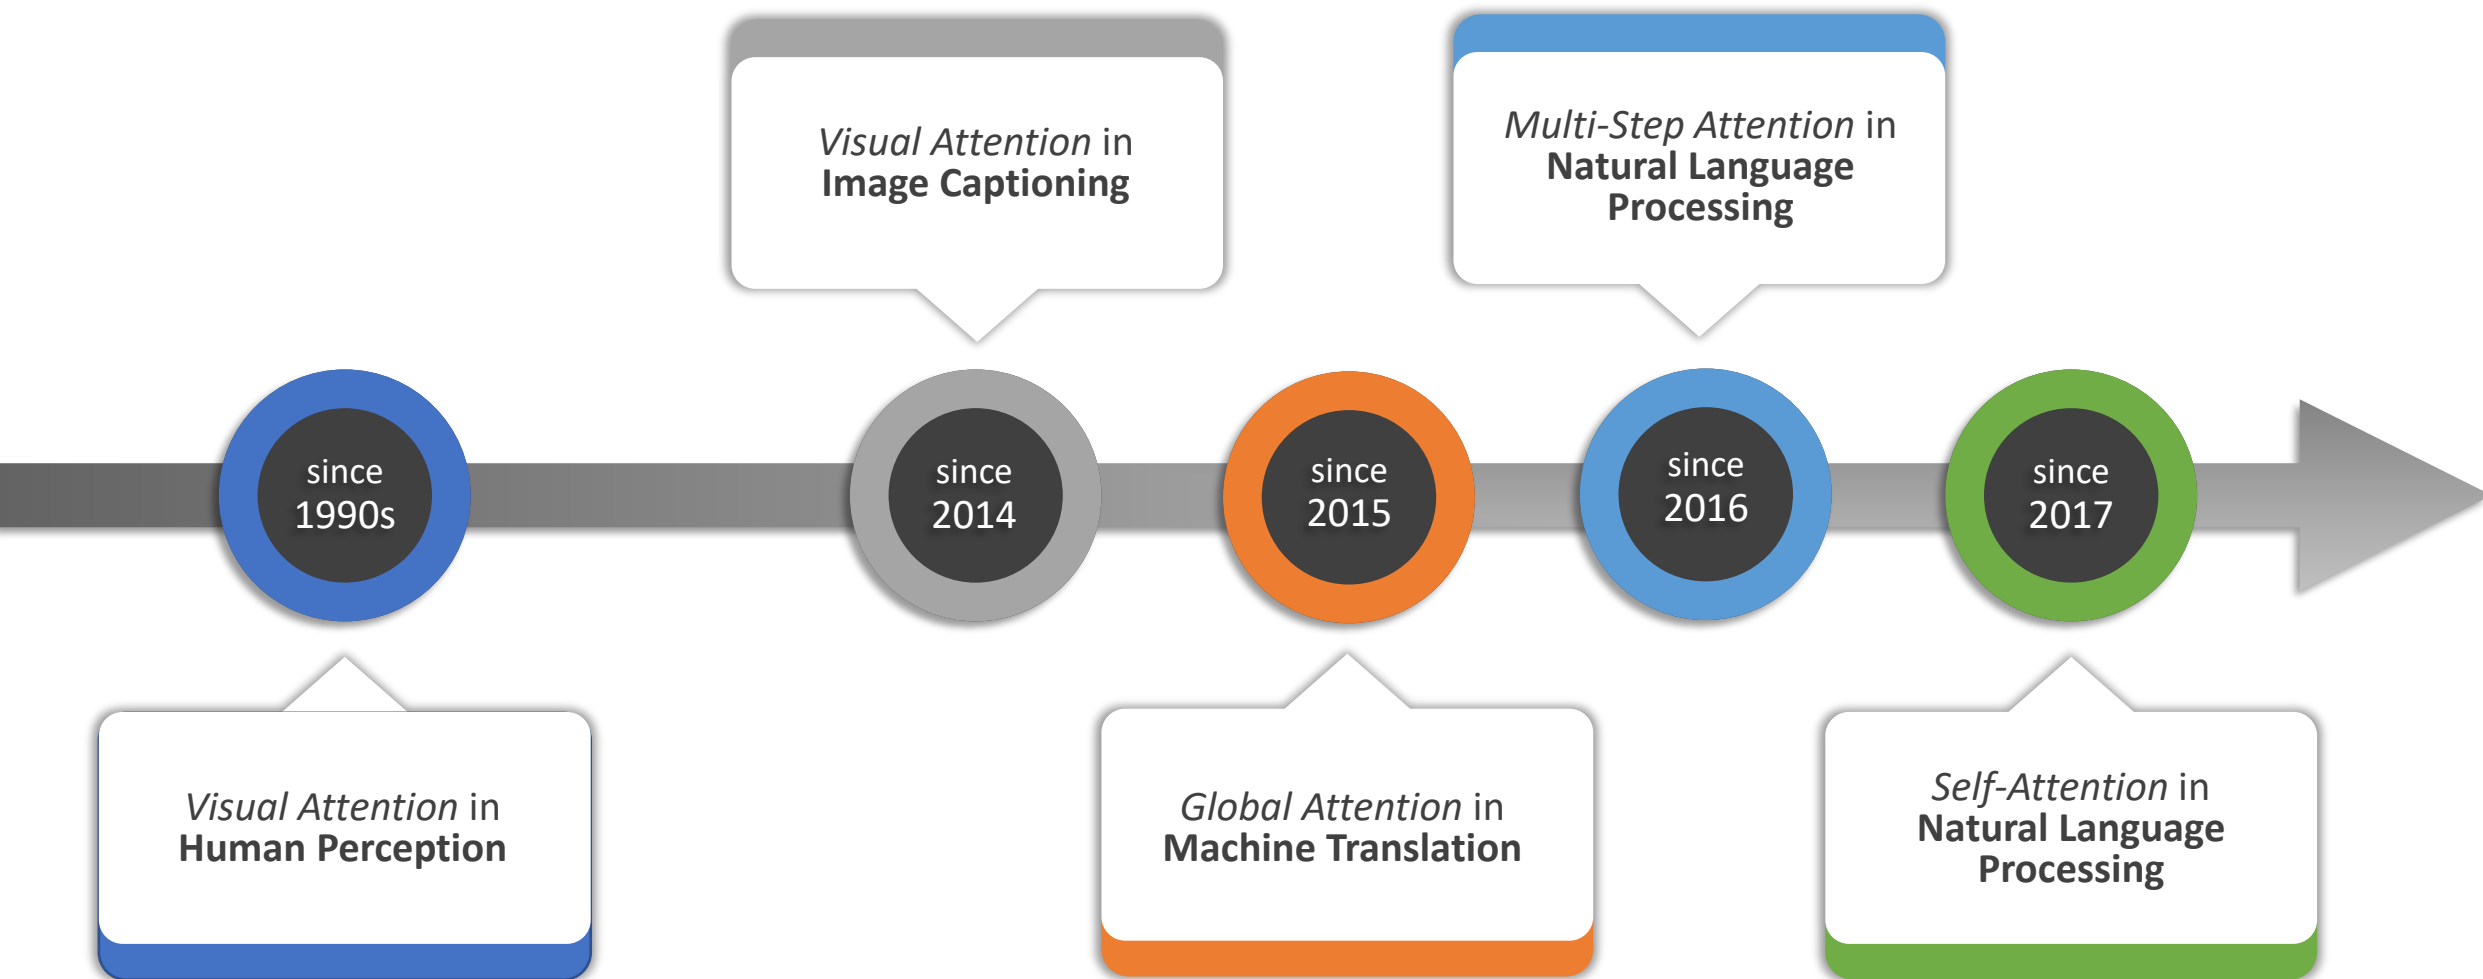 Visual Attention in
Image Captioning
Multi-Step Attention in
Natural Language
Processing
since
1990s
since
2014
since
2015
since
2016
since
2017
Visual Attention in
Human Perception
Global Attention in
Machine Translation
Self-Attention in
Natural Language
Processing